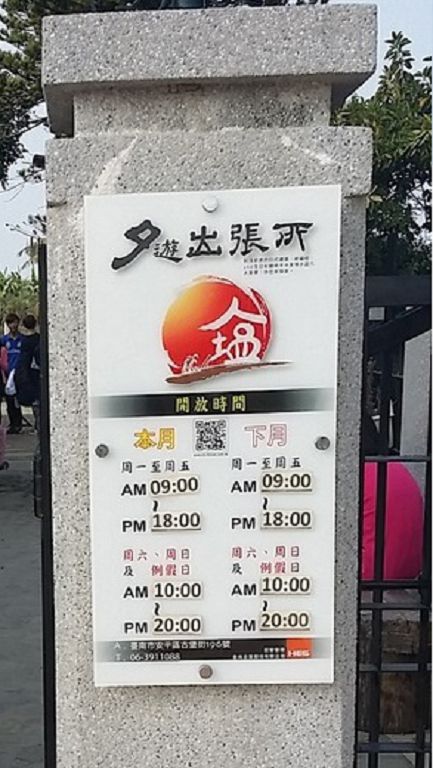 夕遊出張所
開放時間
本月 下月
周一至周五 周一至周五
AM 09:00 AM 09:00
~ ~
PM 18:00 PM 18:00
周六、周日 周六、周日
及 例假日 及 例假日
AM 10:00 AM 10:00
~ ~
PM 20:00 PM 20:00
A.臺南市安平區古堡街196號
T.06-3911088
HES